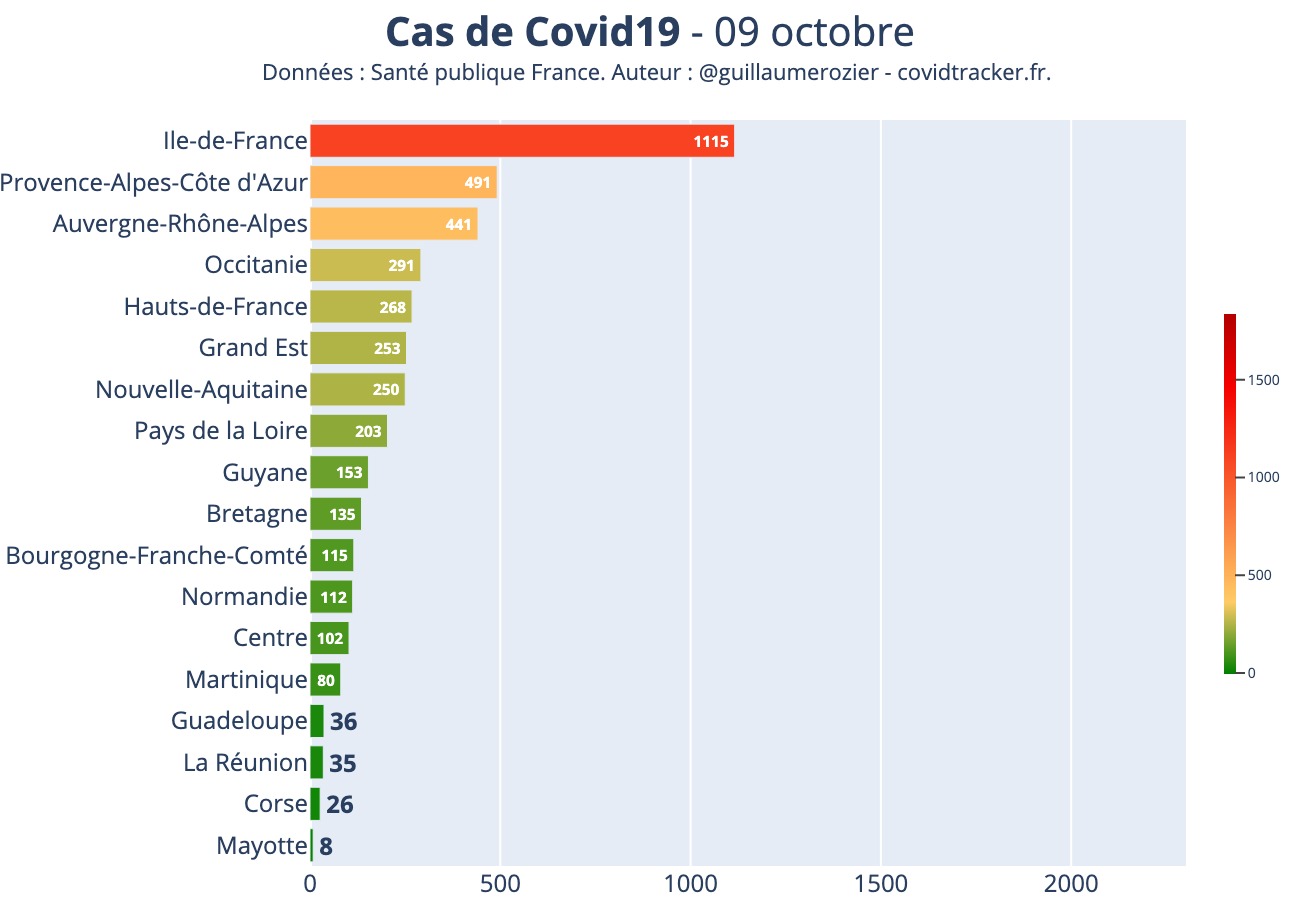 Cas de Covid19 - 09 octobre
Données : Santé publique France. Auteur : @guillaumerozier - covidtracker.fr.
Ile-de-France 1115
Provence-Alpes-Côte d'Azur 491
Auvergne-Rhône-Alpes 441
Occitanie 291
Hauts-de-France 268
Grand Est 253
Nouvelle-Aquitaine 250
Pays de la Loire 203
Guyane 153
Bretagne 135
Bourgogne-Franche-Comté 115
Normandie 112
Centre 102
Martinique 80
Guadeloupe 36
La Réunion 35
Corse 26
Mayotte 8
0 500 1000 1500 2000
1500
1000
500
0